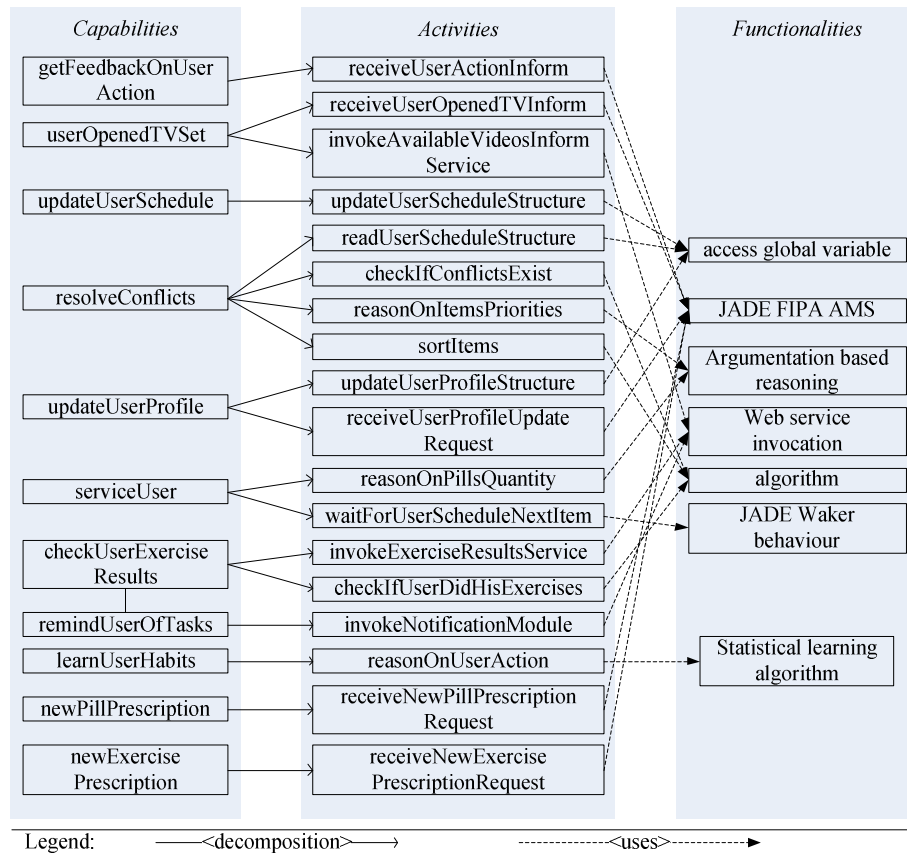 Capabilities
Activities
Functionalities
getFeedbackOnUser
Action
userOpenedTVSet
updateUserSchedule
resolveConflicts
updateUserProfile
serviceUser
checkUserExercise
Results
remindUserOfTasks
learnUserHabits
newPillPrescription
newExercise
Prescription
receiveUserActionInform
receiveUserOpenedTVInform
invokeAvailableVideosInform
Service
updateUserScheduleStructure
readUserScheduleStructure
checkIfConflictsExist
reasonOnItemsPriorities
sortItems
updateUserProfileStructure
receiveUserProfileUpdate
Request
reasonOnPillsQuantity
waitForUserScheduleNextItem
invokeExerciseResultsService
checkIfUserDidHisExercises
invokeNotificationModule
reasonOnUserAction
receiveNewPillPrescription
Request
receiveNewExercise
PrescriptionRequest
access global variable
JADE FIPA AMS
Argumentation based
reasoning
Web service
invocation
algorithm
JADE Waker
behaviour
Statistical learning
algorithm
Legend:
<decomposition>
<uses>